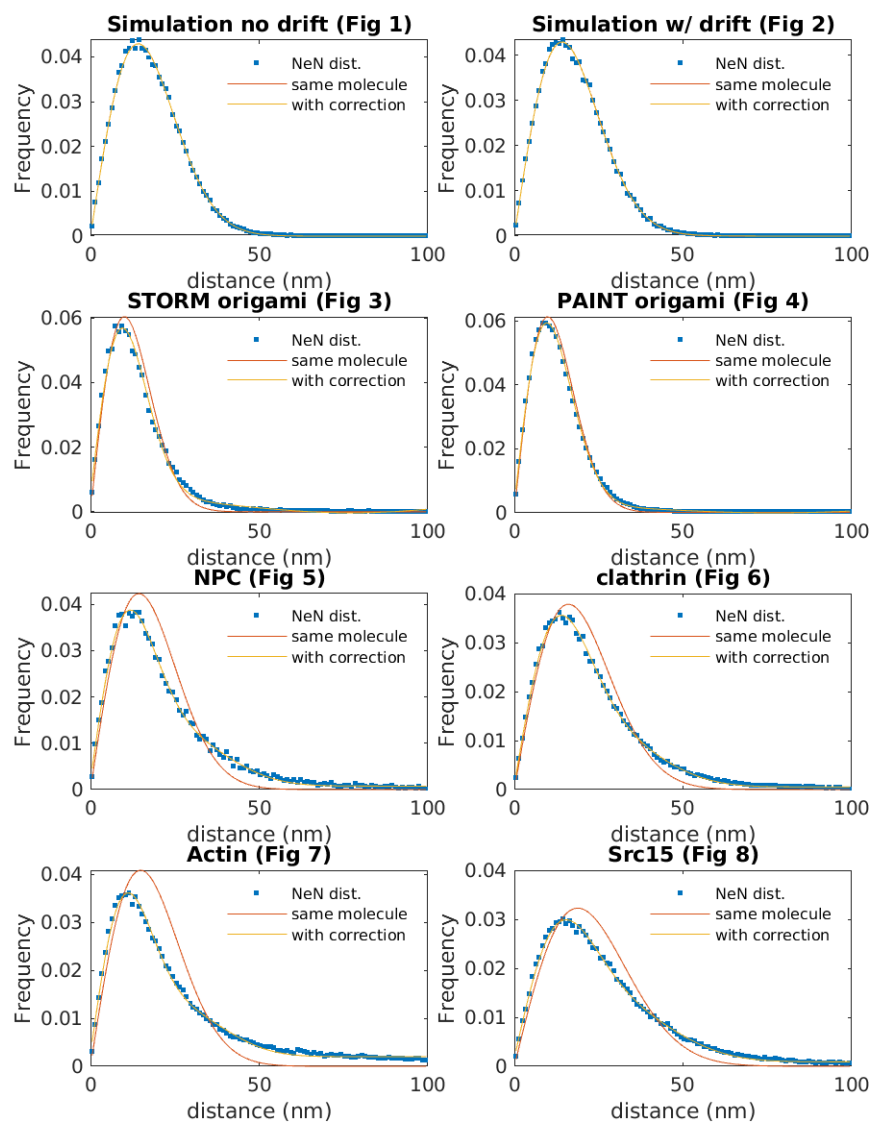 Simulation no drift (Fig 1)
Frequency
0.04
0.03
0.02
0.01
0
NeN dist.
same molecule
with correction
0
50
100
distance (nm)
Simulation w/ drift (Fig 2)
Frequency
0.04
0.03
0.02
0.01
0
NeN dist.
same molecule
with correction
0
50
100
distance (nm)
STORM origami (Fig 3)
Frequency
0.06
0.04
0.02
0
NeN dist.
same molecule
with correction
0
50
100
distance (nm)
PAINT origami (Fig 4)
Frequency
0.06
0.04
0.02
0
NeN dist.
same molecule
with correction
0
50
100
distance (nm)
NPC (Fig 5)
Frequency
0.04
0.03
0.02
0.01
0
NeN dist.
same molecule
with correction
0
50
100
distance (nm)
clathrin (Fig 6)
Frequency
0.04
0.03
0.02
0.01
0
NeN dist.
same molecule
with correction
0
50
100
distance (nm)
Actin (Fig 7)
Frequency
0.04
0.03
0.02
0.01
0
NeN dist.
same molecule
with correction
0
50
100
distance (nm)
Src15 (Fig 8)
Frequency
0.04
0.03
0.02
0.01
0
NeN dist.
same molecule
with correction
0
50
100
distance (nm)